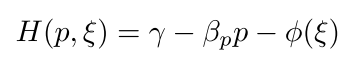 H(p, ξ) = γ − β_p p − ϕ(ξ)